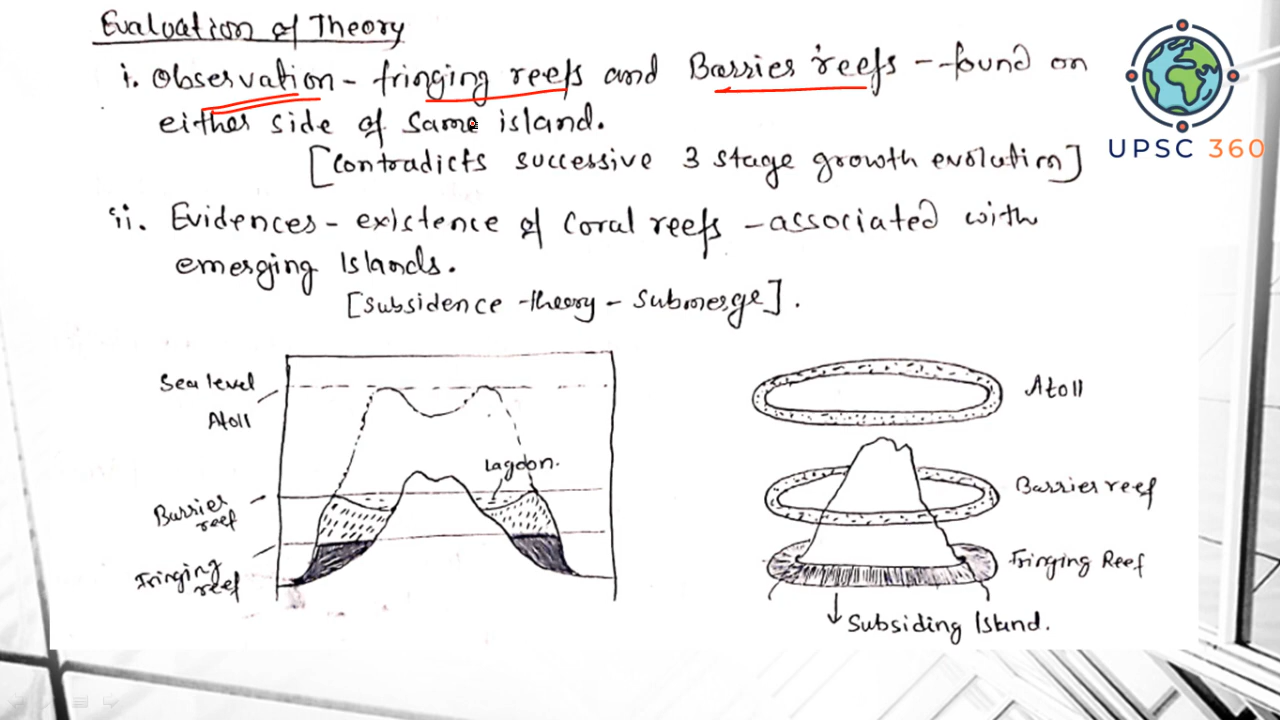 Evaluation of Theory
i. Observation - fringing reefs and Barrier reefs - found on
either side of same island.
[Contradicts successive 3 stage growth evolution]
ii. Evidences - existence of coral reefs - associated with
emerging Islands.
[Subsidence theory - submerge].
UPSC 360
Sea level
Atoll
Lagoon.
Barrier
reef
Fringing
reef
Atoll
Barrier reef
Fringing Reef
Subsiding Island.